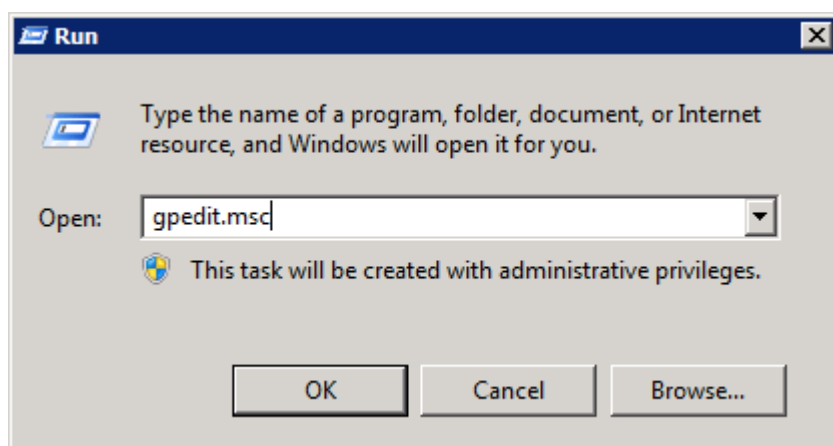 Run
Type the name of a program, folder, document, or Internet
resource, and Windows will open it for you.
Open: gpedit.msc
This task will be created with administrative privileges.
OK Cancel Browse...